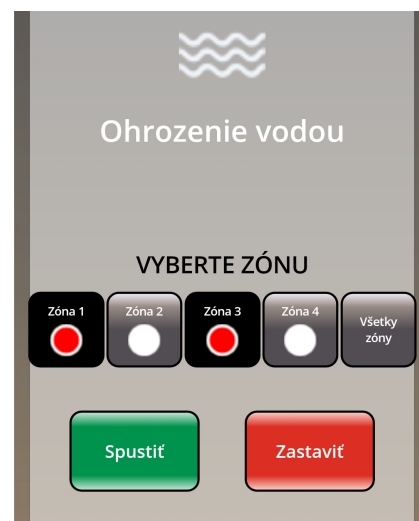 Ohrozenie vodou
VYBERTE ZÓNU
Zóna 1
Zóna 2
Zóna 3
Zóna 4
Všetky
zóny
Spustiť
Zastaviť